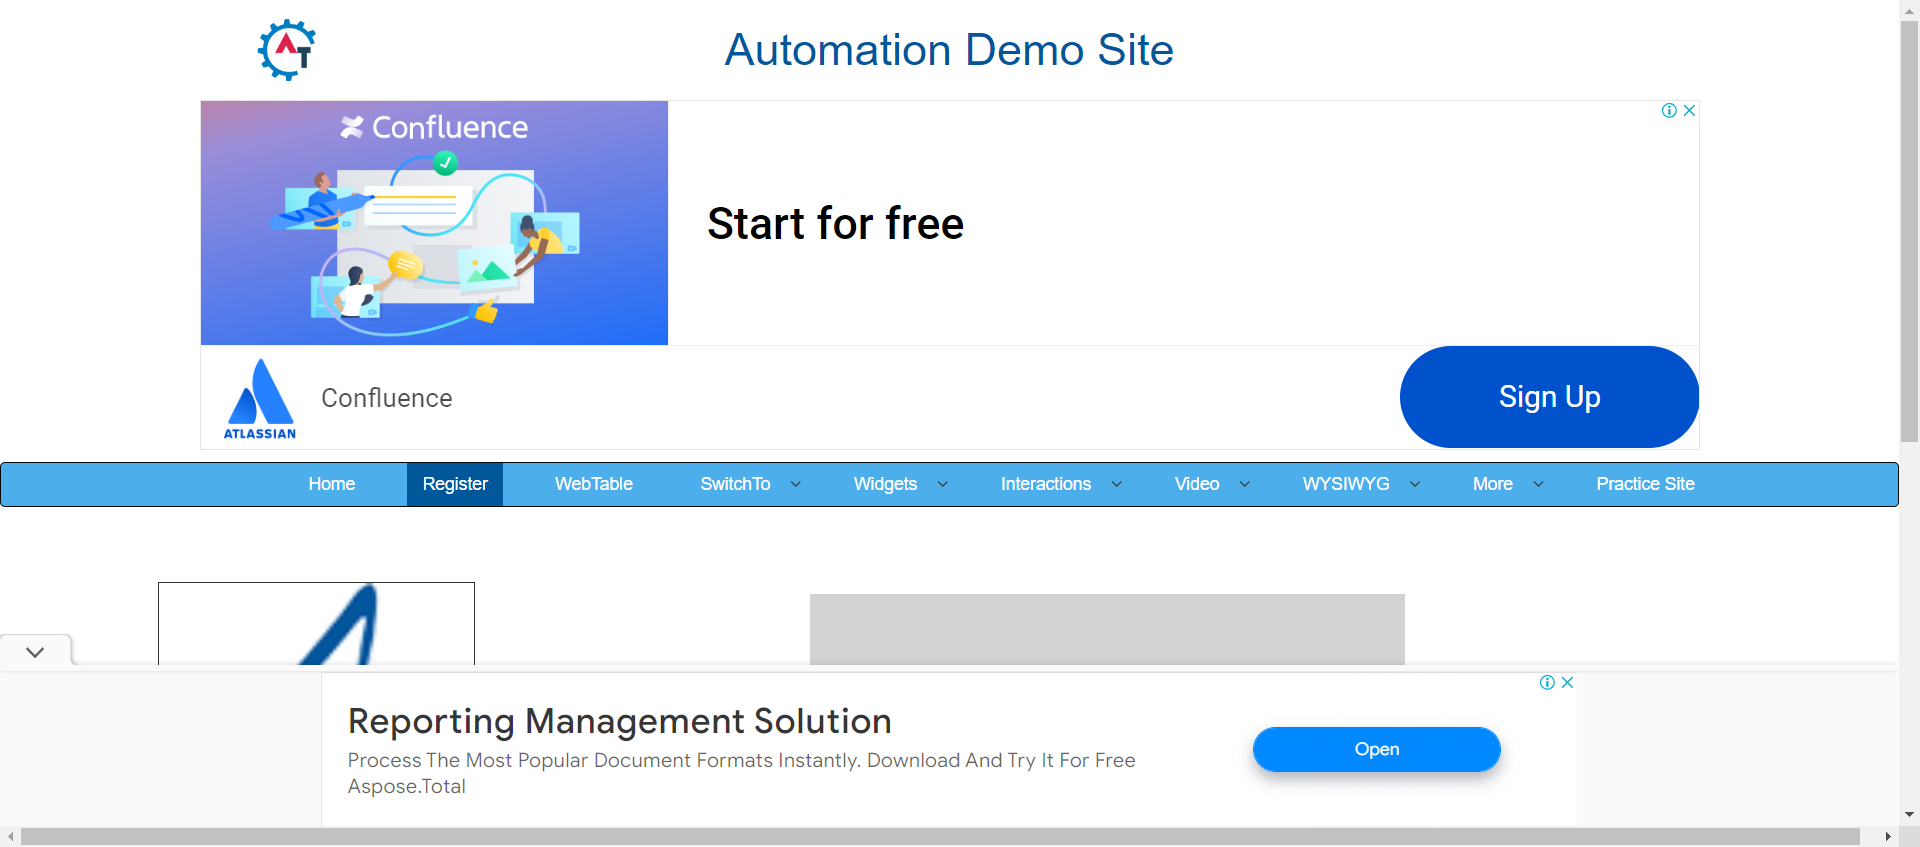 AT
Automation Demo Site
Confluence
Start for free
ATLASSIAN
Confluence
Sign Up
Home Register WebTable SwitchTo Widgets Interactions Video WYSIWYG More Practice Site
Reporting Management Solution
Process The Most Popular Document Formats Instantly. Download And Try It For Free
Aspose.Total
Open